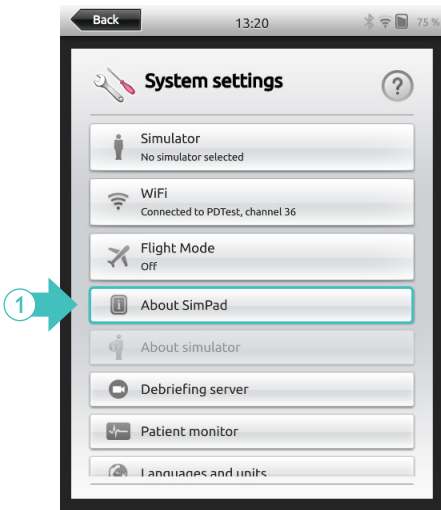 Back
13:20
75 %
System settings
?
Simulator
No simulator selected
WiFi
Connected to PDTest, channel 36
Flight Mode
Off
1
About SimPad
About simulator
Debriefing server
Patient monitor
Languages and units